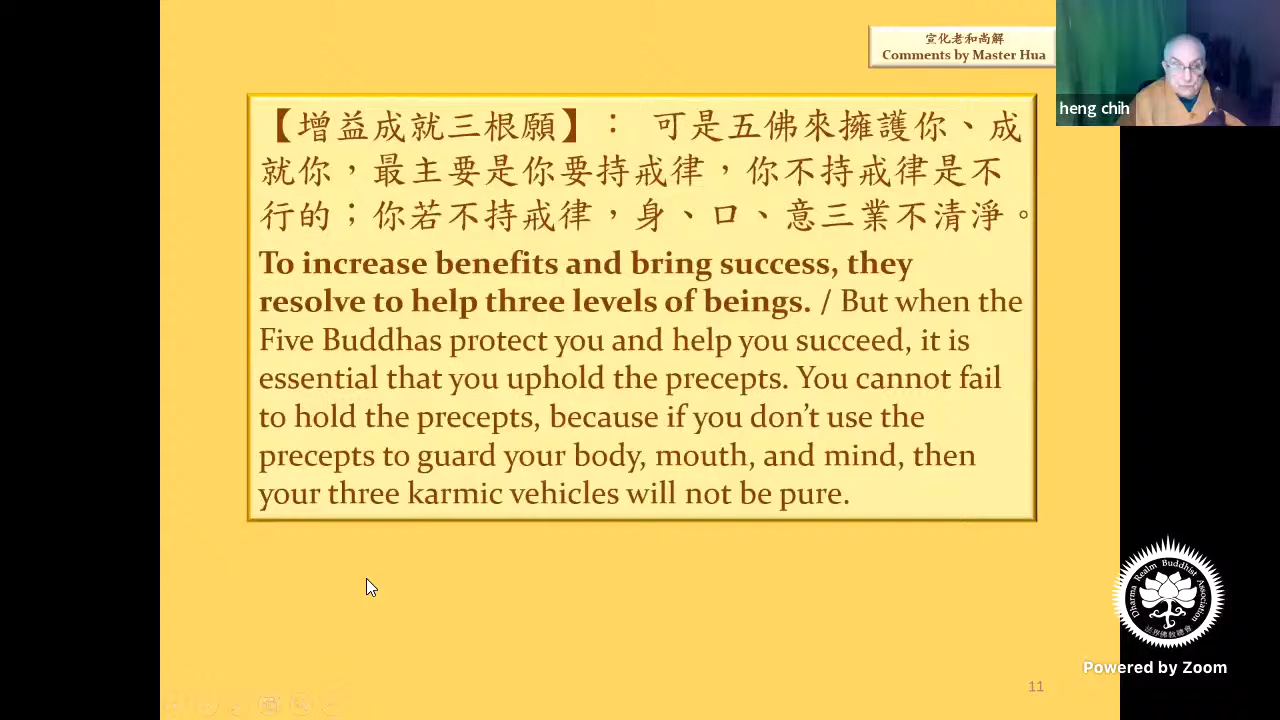 宣化老和尚解
Comments by Master Hua
heng chih
【增益成就三根願】： 可是五佛來擁護你、成
就你，最主要是你要持戒律，你不持戒律是不
行的；你若不持戒律，身、口、意三業不清淨。
To increase benefits and bring success, they
resolve to help three levels of beings. / But when the
Five Buddhas protect you and help you succeed, it is
essential that you uphold the precepts. You cannot fail
to hold the precepts, because if you don’t use the
precepts to guard your body, mouth, and mind, then
your three karmic vehicles will not be pure.
Dharma Realm Buddhist Association
法界佛教總會
Powered by Zoom
11